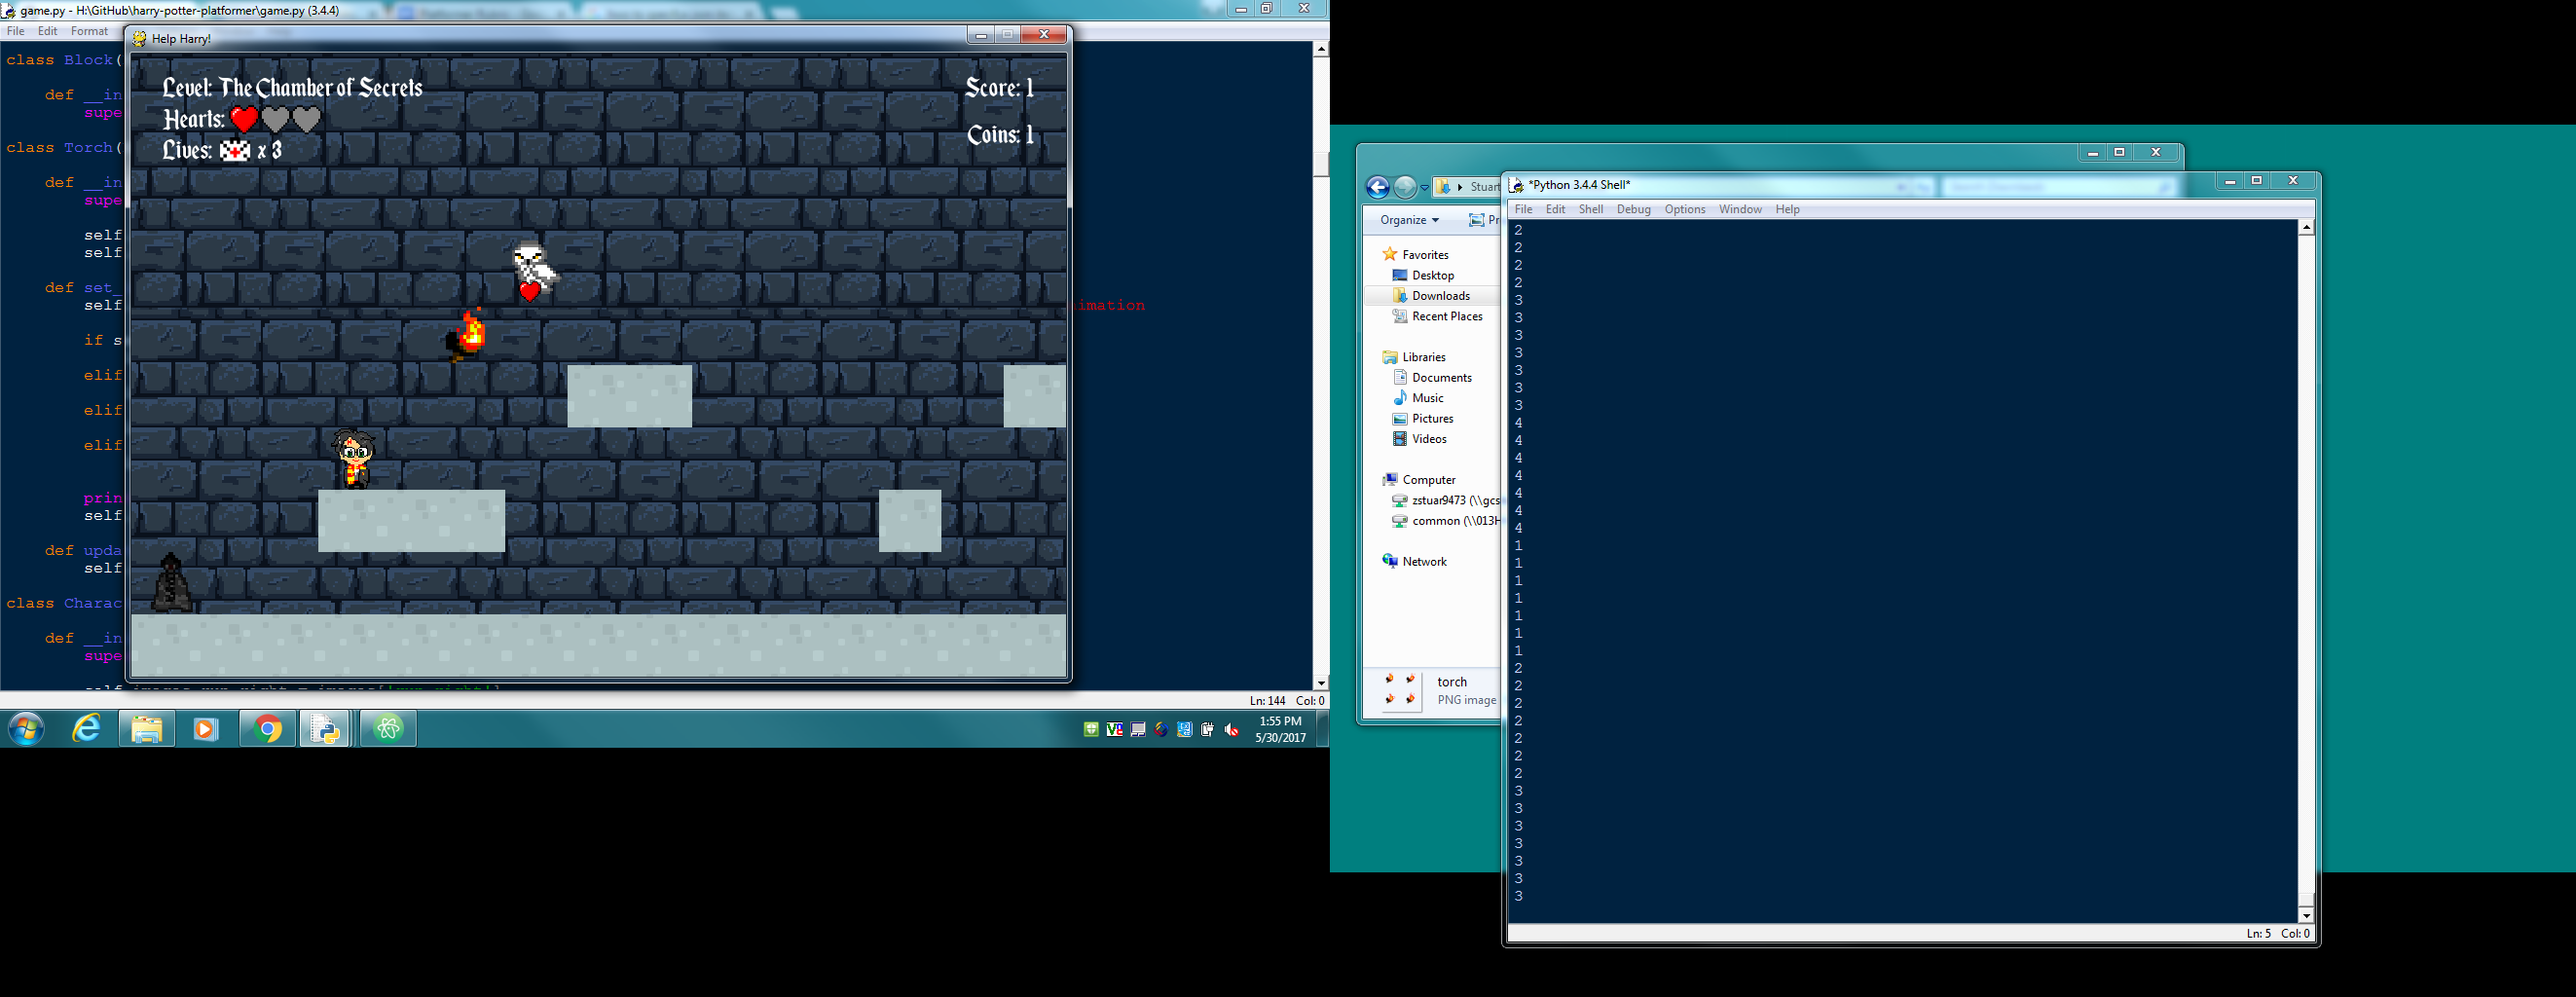 game.py - H:\GitHub\harry-potter-platformer\game.py (3.4.4)
File Edit Format
class Block(
def __in
supe
class Torch(
def __in
supe
self
self
def set_
self
nimation
if s
elif
elif
elif
prin
self
def upda
self
class Charac
def __in
supe
Ln: 144 Col: 0
Help Harry!
Level: The Chamber of Secrets
Hearts:
Lives: x 3
Score: 1
Coins: 1
1:55 PM
5/30/2017
Stuart
Organize
Pr
Favorites
Desktop
Downloads
Recent Places
Libraries
Documents
Music
Pictures
Videos
Computer
zstuar9473 (\\gcs
common (\\013H
Network
torch
PNG image
*Python 3.4.4 Shell*
File Edit Shell Debug Options Window Help
2
2
2
2
3
3
3
3
3
3
3
4
4
4
4
4
4
4
1
1
1
1
1
1
1
2
2
2
2
2
2
2
3
3
3
3
3
3
3
Ln: 5 Col: 0